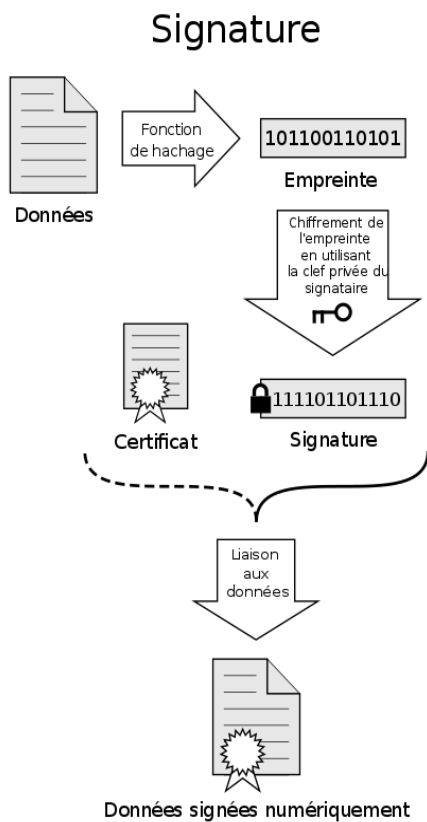 Signature
Fonction
de hachage
101100110101
Empreinte
Données
Chiffrement de
l'empreinte
en utilisant
la clef privée du
signataire
111101101110
Certificat
Signature
Liaison
aux
données
Données signées numériquement